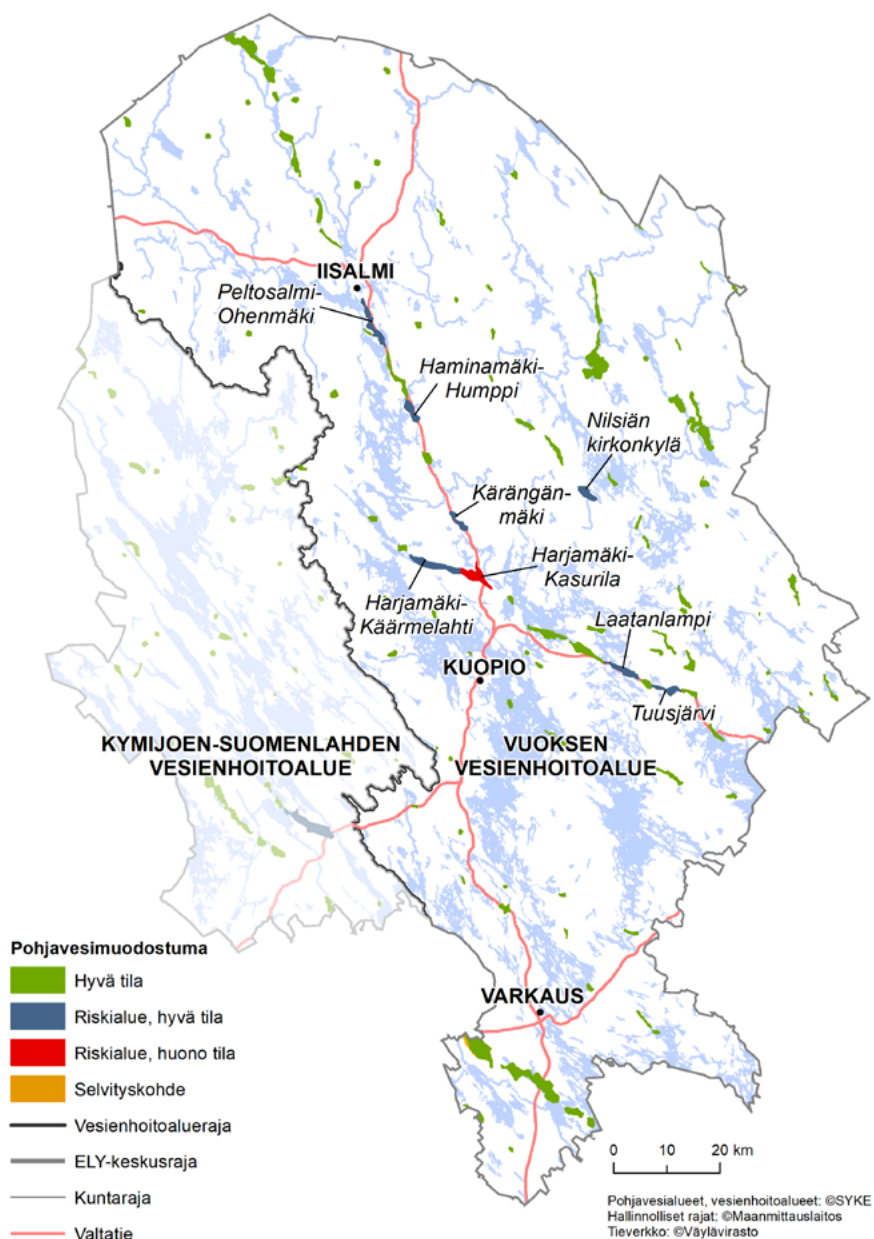 IISALMI
Peltosalmi-
Ohenmäki
Haminamäki-
Humppi
Nilsiän
kirkonkylä
Kärängän-
mäki
Harjamäki-
Kasurila
Harjamäki-
Käärmelahti
Laatanlampi
KUOPIO
Tuusjärvi
KYMIJOEN-SUOMENLAHDEN
VESIENHOITOALUE
VUOKSEN
VESIENHOITOALUE
VARKAUS
Pohjavesimuodostuma
Hyvä tila
Riskialue, hyvä tila
Riskialue, huono tila
Selvityskohde
Vesienhoitoalueraja
ELY-keskusraja
Kuntaraja
Valtatie
0 10 20 km
Pohjavesialueet, vesienhoitoalueet: ©SYKE
Hallinnolliset rajat: ©Maanmittauslaitos
Tieverkko: ©Väylävirasto